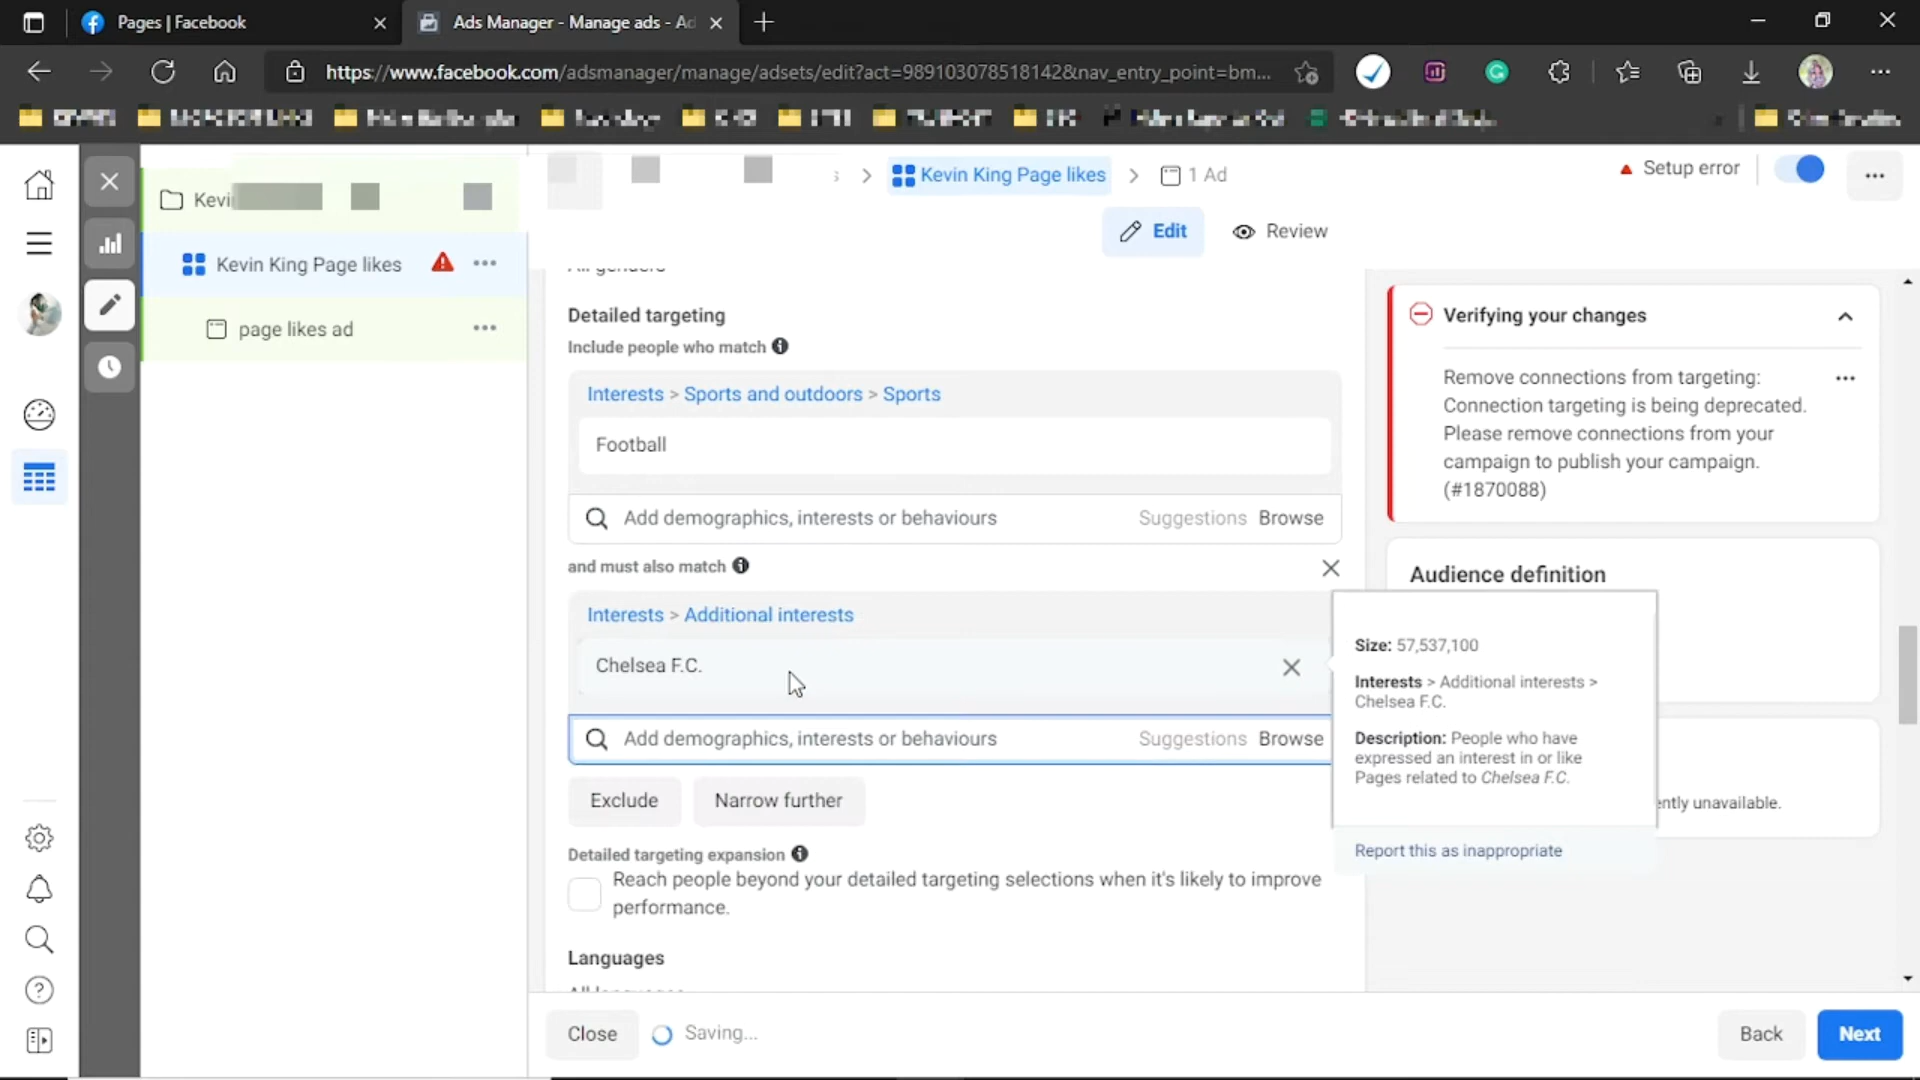 Pages | Facebook
Ads Manager - Manage ads - Ad
https://www.facebook.com/adsmanager/manage/adsets/edit?act=989103078518142&nav_entry_point=bm...
Kevin King Page likes
1 Ad
Setup error
Edit
Review
Kevi
Kevin King Page likes
page likes ad
All genders
Detailed targeting
Include people who match
Interests > Sports and outdoors > Sports
Football
Add demographics, interests or behaviours
Suggestions
Browse
and must also match
Interests > Additional interests
Chelsea F.C.
Add demographics, interests or behaviours
Suggestions
Browse
Exclude
Narrow further
Detailed targeting expansion
Reach people beyond your detailed targeting selections when it's likely to improve
performance.
Languages
All languages
Close
Saving...
Back
Next
Verifying your changes
Remove connections from targeting:
Connection targeting is being deprecated.
Please remove connections from your
campaign to publish your campaign.
(#1870088)
Audience definition
Size: 57,537,100
Interests > Additional interests >
Chelsea F.C.
Description: People who have
expressed an interest in or like
Pages related to Chelsea F.C.
Report this as inappropriate
ently unavailable.